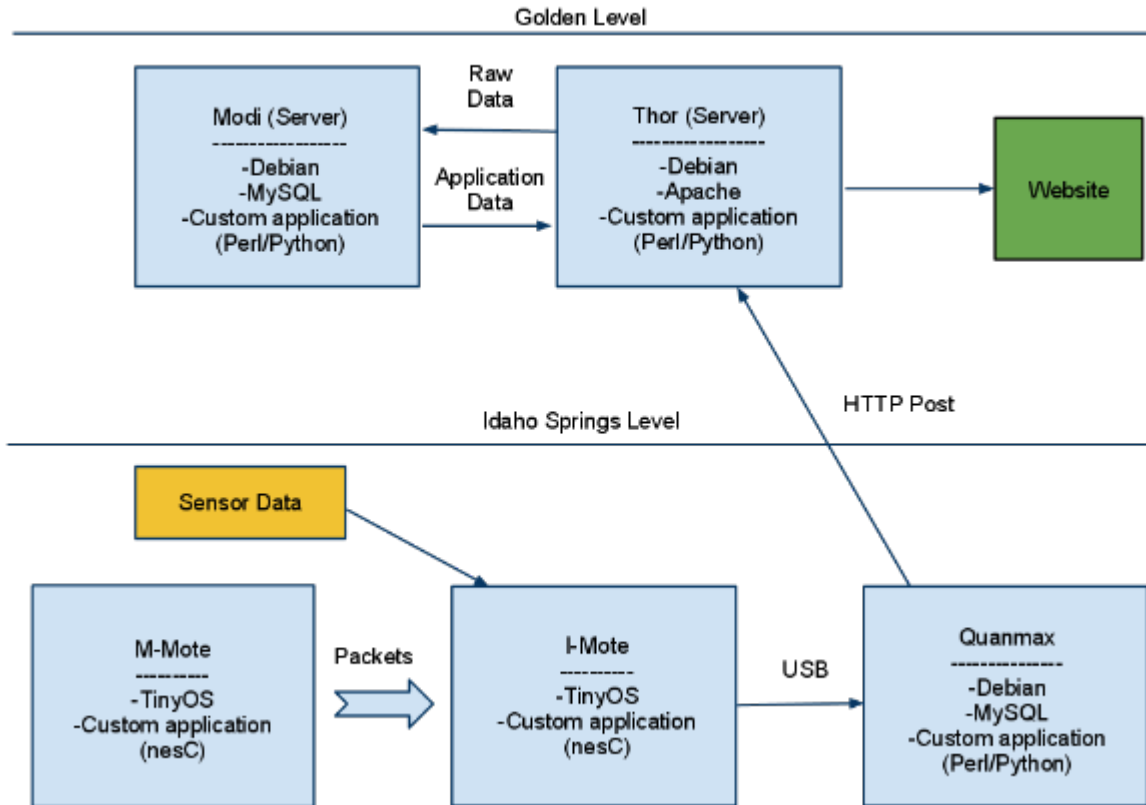 Golden Level
Modi (Server)
-------------------
-Debian
-MySQL
-Custom application
(Perl/Python)
Raw
Data
Application
Data
Thor (Server)
-------------------
-Debian
-Apache
-Custom application
(Perl/Python)
Website
HTTP Post
Idaho Springs Level
Sensor Data
M-Mote
----------
-TinyOS
-Custom application
(nesC)
Packets
I-Mote
----------
-TinyOS
-Custom application
(nesC)
USB
Quanmax
----------------
-Debian
-MySQL
-Custom application
(Perl/Python)